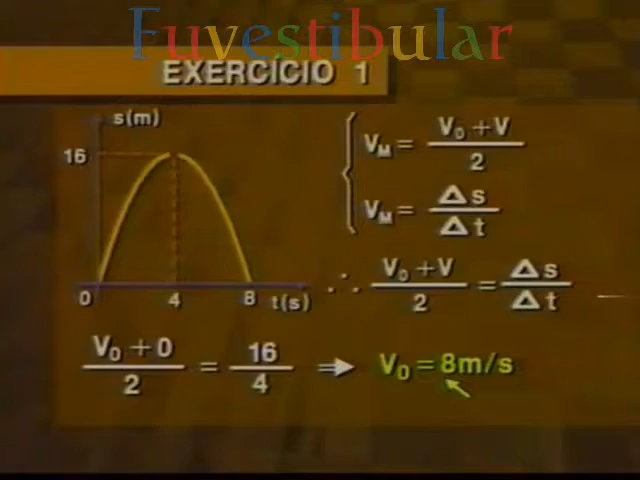 Fuvestibular
EXERCÍCIO 1
s(m)
16
0 4 8 t(s)
V_M = (V_0 + V) / 2
V_M = Δs / Δt
∴ (V_0 + V) / 2 = Δs / Δt
(V_0 + 0) / 2 = 16 / 4 ⇒ V_0 = 8m/s